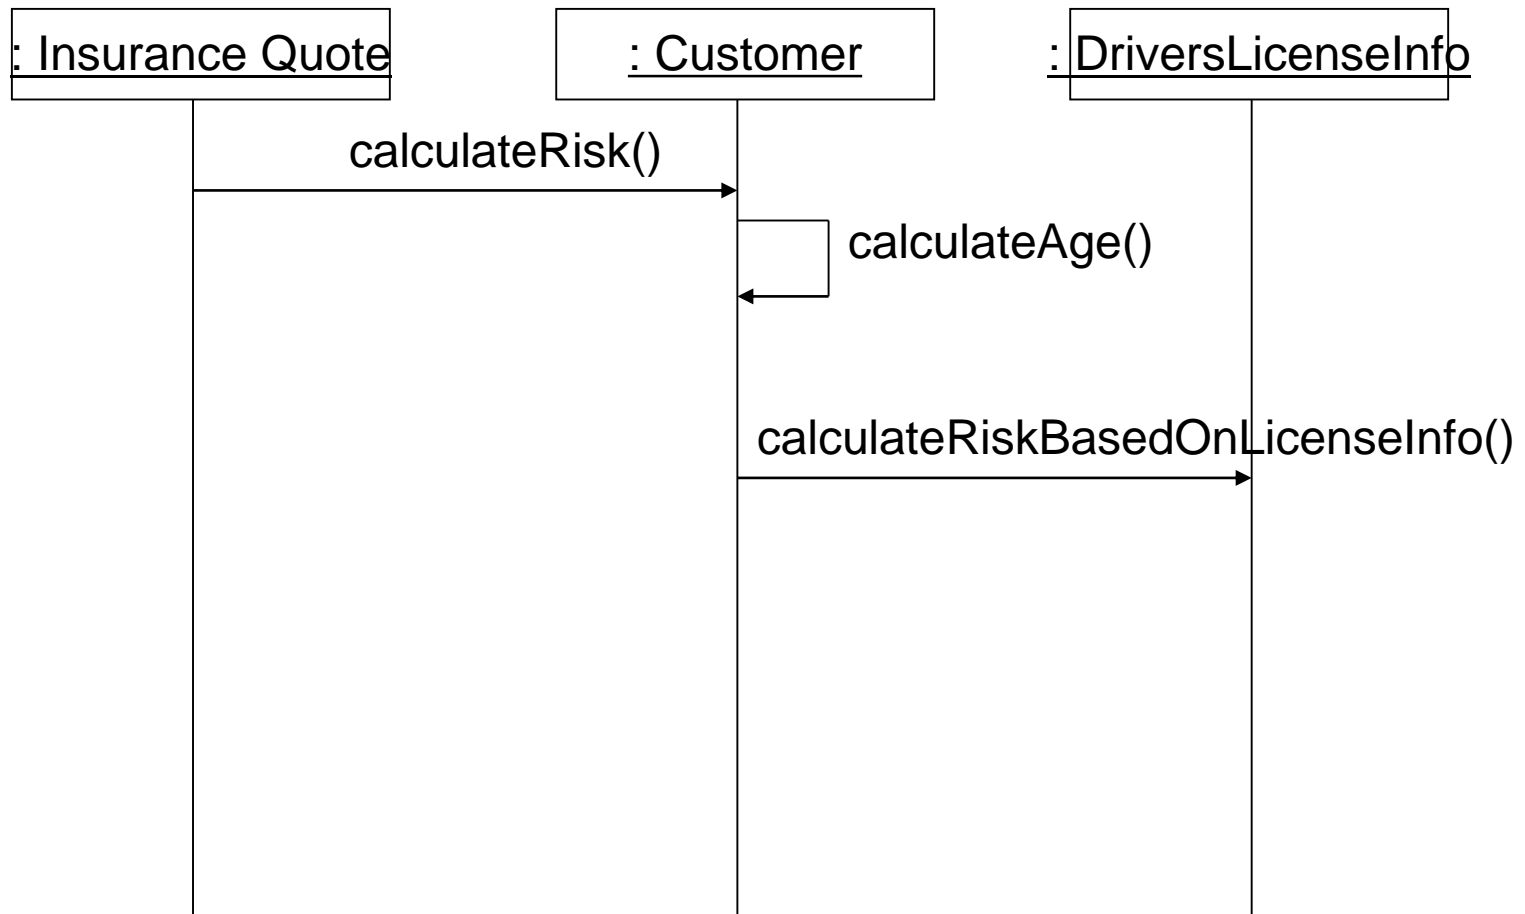 : Insurance Quote
: Customer
: DriversLicenseInfo
calculateRisk()
calculateAge()
calculateRiskBasedOnLicenseInfo()